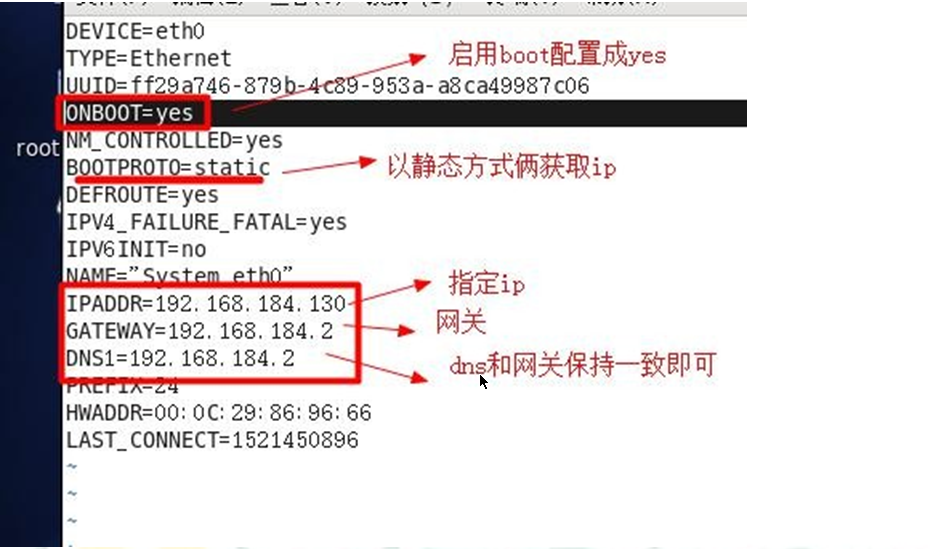 DEVICE=eth0
TYPE=Ethernet
启用boot配置成yes
UUID=ff29a746-879b-4c89-953a-a8ca49987c06
ONBOOT=yes
root
NM_CONTROLLED=yes
BOOTPROTO=static
以静态方式俩获取ip
DEFROUTE=yes
IPV4_FAILURE_FATAL=yes
IPV6INIT=no
NAME="System eth0"
指定ip
IPADDR=192.168.184.130
网关
GATEWAY=192.168.184.2
DNS1=192.168.184.2
dns和网关保持一致即可
PREFIX=24
HWADDR=00:0C:29:86:96:66
LAST_CONNECT=1521450896
~
~
~